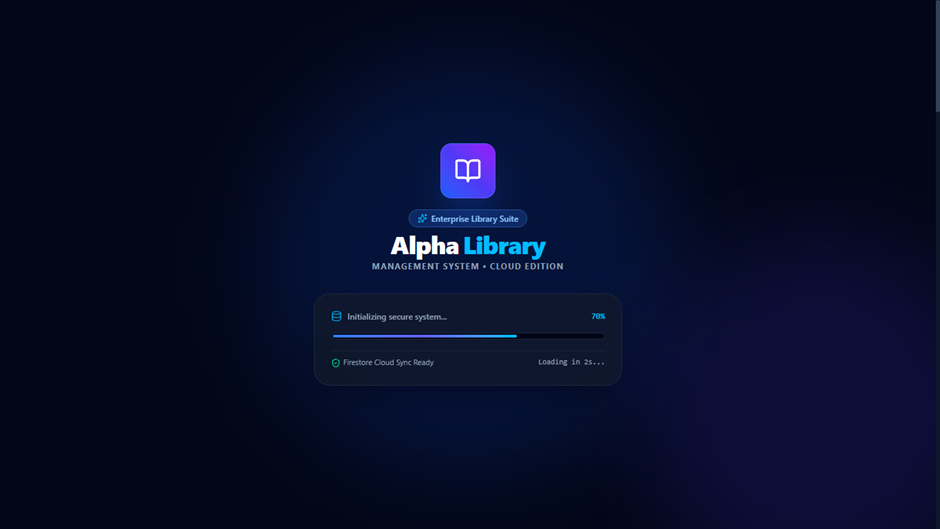 Enterprise Library Suite
Alpha Library
MANAGEMENT SYSTEM • CLOUD EDITION
Initializing secure system... 70%
Firestore Cloud Sync Ready Loading in 2s...